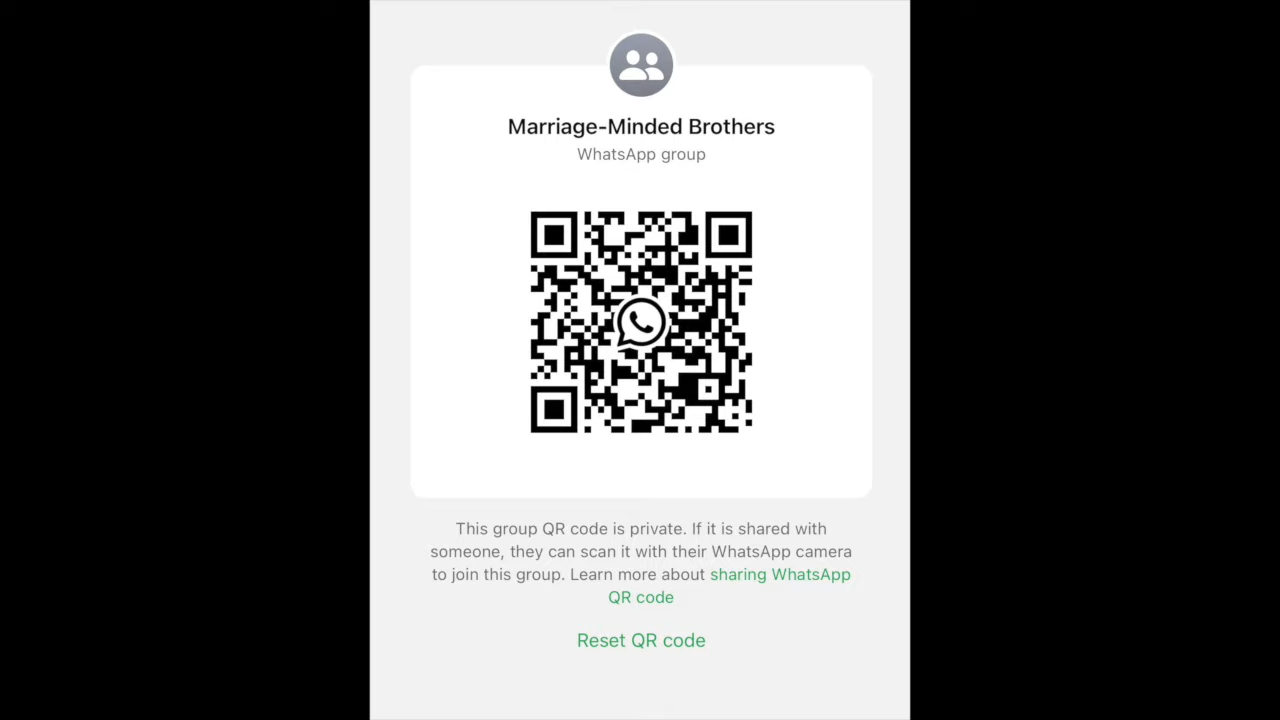 Marriage-Minded Brothers
WhatsApp group
This group QR code is private. If it is shared with
someone, they can scan it with their WhatsApp camera
to join this group. Learn more about sharing WhatsApp
QR code
Reset QR code